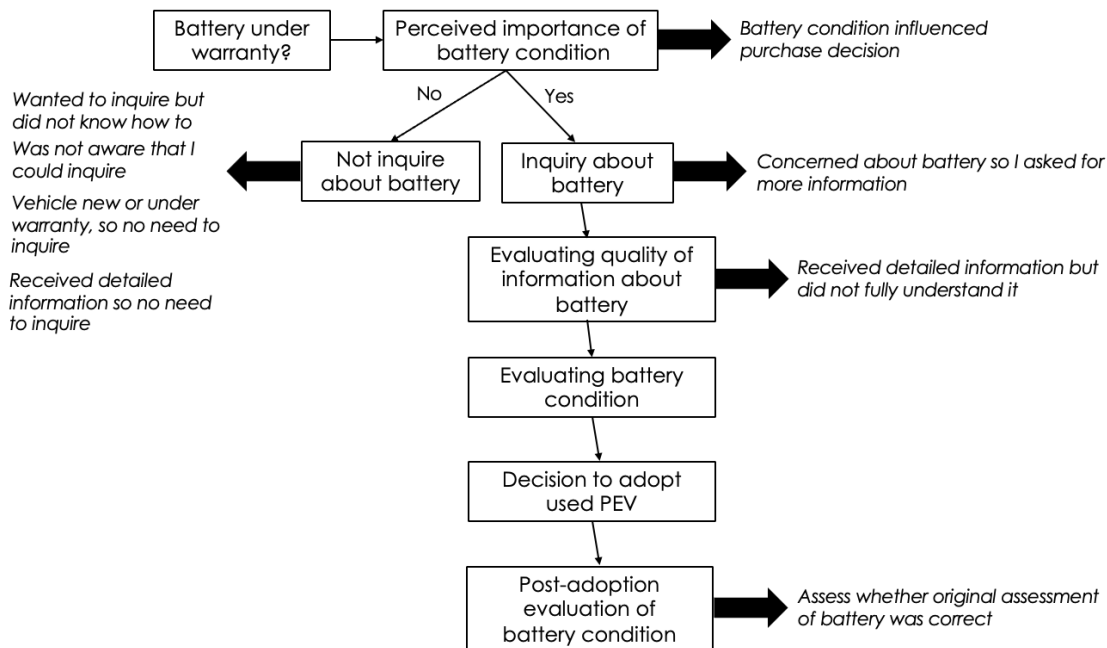 Battery under
warranty?
Perceived importance of
battery condition
Battery condition influenced
purchase decision
No
Yes
Wanted to inquire but
did not know how to
Was not aware that I
could inquire
Vehicle new or under
warranty, so no need to
inquire
Received detailed
information so no need
to inquire
Not inquire
about battery
Inquiry about
battery
Concerned about battery so I asked for
more information
Evaluating quality of
information about
battery
Received detailed information but
did not fully understand it
Evaluating battery
condition
Decision to adopt
used PEV
Post-adoption
evaluation of
battery condition
Assess whether original assessment
of battery was correct